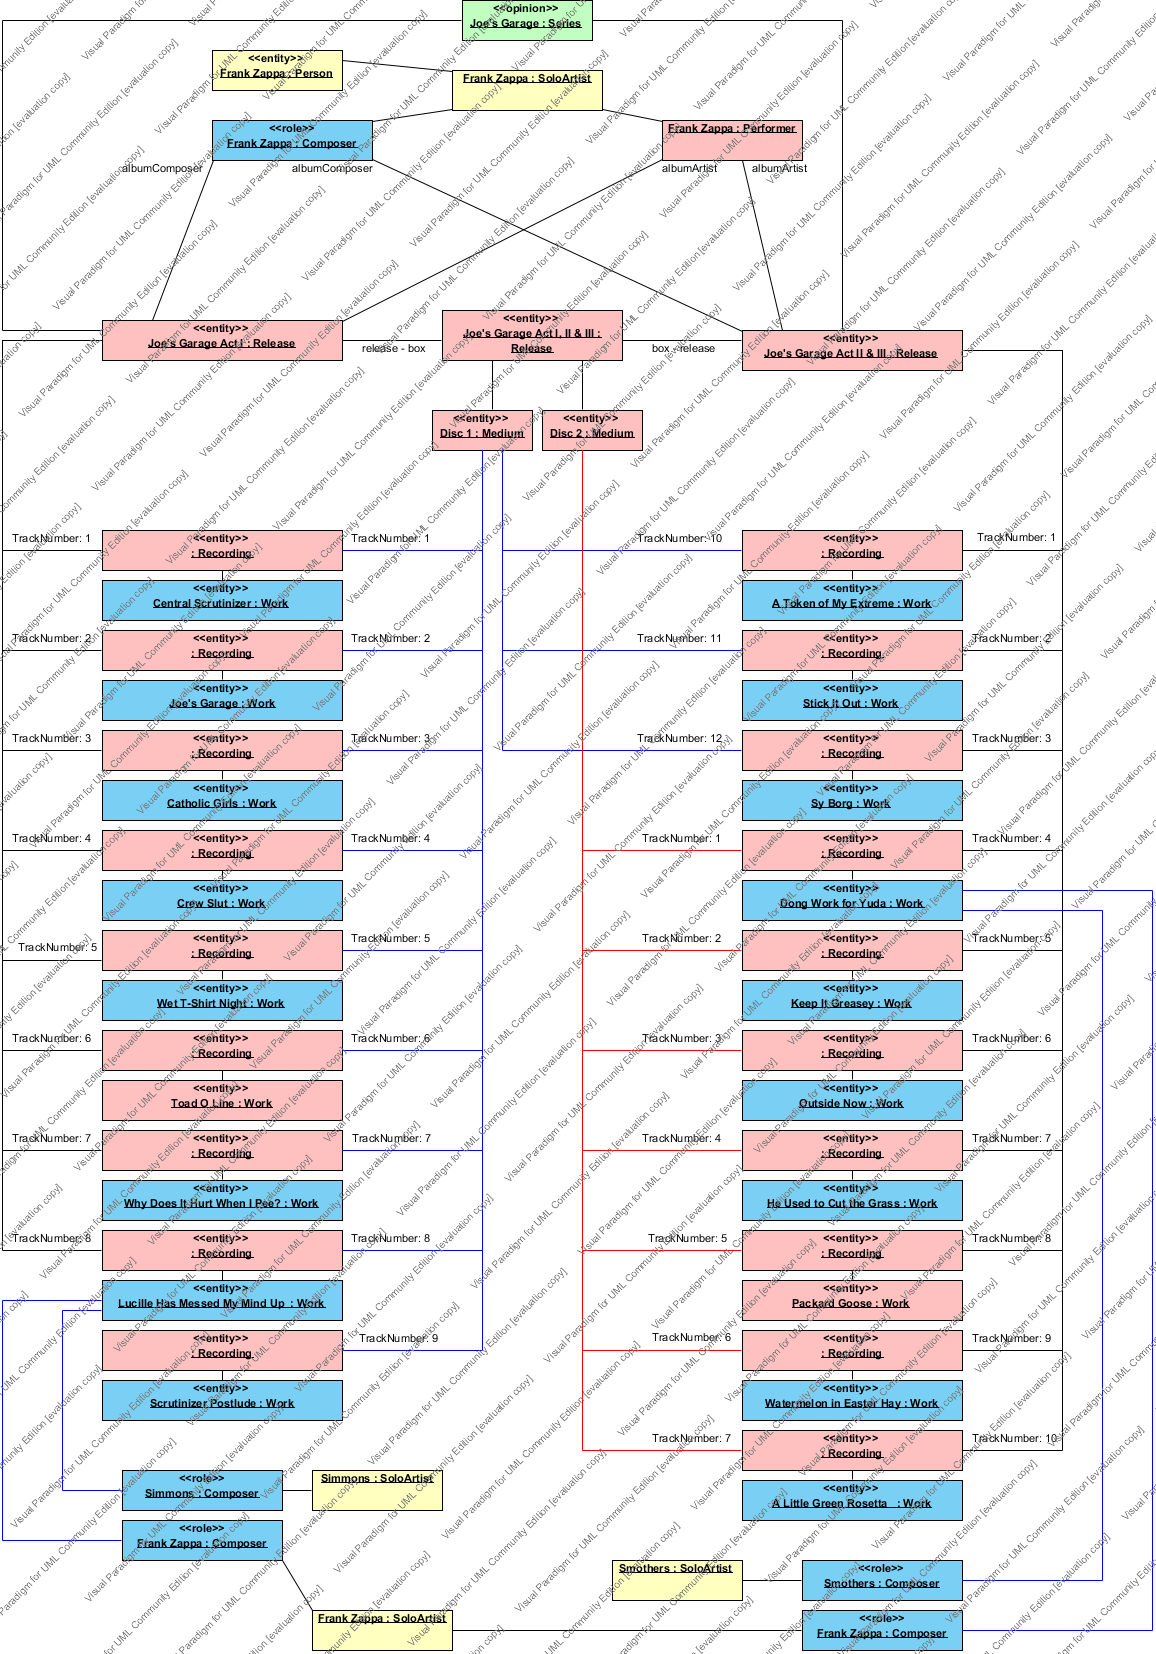 <<opinion>>
Joe's Garage : Series
<<entity>>
Frank Zappa : Person
Frank Zappa : SoloArtist
<<role>>
Frank Zappa : Composer
Frank Zappa : Performer
albumComposer
albumComposer
albumArtist
albumArtist
<<entity>>
Joe's Garage Act I : Release
<<entity>>
Joe's Garage Act I, II & III :
Release
<<entity>>
Joe's Garage Act II & III : Release
release - box
box - release
<<entity>>
Disc 1 : Medium
<<entity>>
Disc 2 : Medium
TrackNumber: 1
<<entity>>
: Recording
TrackNumber: 1
TrackNumber: 10
<<entity>>
: Recording
TrackNumber: 1
<<entity>>
Central Scrutinizer : Work
<<entity>>
A Token of My Extreme : Work
TrackNumber: 2
<<entity>>
: Recording
TrackNumber: 2
TrackNumber: 11
<<entity>>
: Recording
TrackNumber: 2
<<entity>>
Joe's Garage : Work
<<entity>>
Stick It Out : Work
TrackNumber: 3
<<entity>>
: Recording
TrackNumber: 3
TrackNumber: 12
<<entity>>
: Recording
TrackNumber: 3
<<entity>>
Catholic Girls : Work
<<entity>>
Sy Borg : Work
TrackNumber: 4
<<entity>>
: Recording
TrackNumber: 4
TrackNumber: 1
<<entity>>
: Recording
TrackNumber: 4
<<entity>>
Crew Slut : Work
<<entity>>
Dong Work for Yuda : Work
TrackNumber: 5
<<entity>>
: Recording
TrackNumber: 5
TrackNumber: 2
<<entity>>
: Recording
TrackNumber: 5
<<entity>>
Wet T-Shirt Night : Work
<<entity>>
Keep It Greasey : Work
TrackNumber: 6
<<entity>>
: Recording
TrackNumber: 6
TrackNumber: 3
<<entity>>
: Recording
TrackNumber: 6
<<entity>>
Toad O Line : Work
<<entity>>
Outside Now : Work
TrackNumber: 7
<<entity>>
: Recording
TrackNumber: 7
TrackNumber: 4
<<entity>>
: Recording
TrackNumber: 7
<<entity>>
Why Does It Hurt When I Pee? : Work
<<entity>>
He Used to Cut the Grass : Work
TrackNumber: 8
<<entity>>
: Recording
TrackNumber: 8
TrackNumber: 5
<<entity>>
: Recording
TrackNumber: 8
<<entity>>
Lucille Has Messed My Mind Up : Work
<<entity>>
Packard Goose : Work
<<entity>>
: Recording
TrackNumber: 9
TrackNumber: 6
<<entity>>
: Recording
TrackNumber: 9
<<entity>>
Scrutinizer Postlude : Work
<<entity>>
Watermelon in Easter Hay : Work
TrackNumber: 7
<<entity>>
: Recording
TrackNumber: 10
<<role>>
Simmons : Composer
Simmons : SoloArtist
<<entity>>
A Little Green Rosetta : Work
<<role>>
Frank Zappa : Composer
Smothers : SoloArtist
<<role>>
Smothers : Composer
Frank Zappa : SoloArtist
<<role>>
Frank Zappa : Composer
Visual Paradigm for UML Community Edition [evaluation copy]